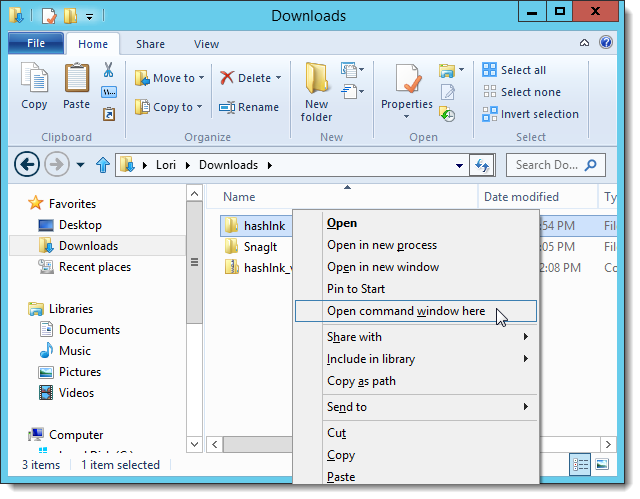 Downloads
File Home Share View
Copy
Paste
Move to
Copy to
Delete
Rename
New folder
Properties
Select all
Select none
Invert selection
Clipboard Organize New Open Select
Lori Downloads
Search Do...
Favorites
Desktop
Downloads
Recent places
Libraries
Documents
Music
Pictures
Videos
Computer
Name Date modified Ty
hashlnk :54 PM File
SnagIt :05 PM File
hashlnk_v 2:08 PM Co
Open
Open in new process
Open in new window
Pin to Start
Open command window here
Share with
Include in library
Copy as path
Send to
Cut
Copy
Paste
3 items 1 item selected